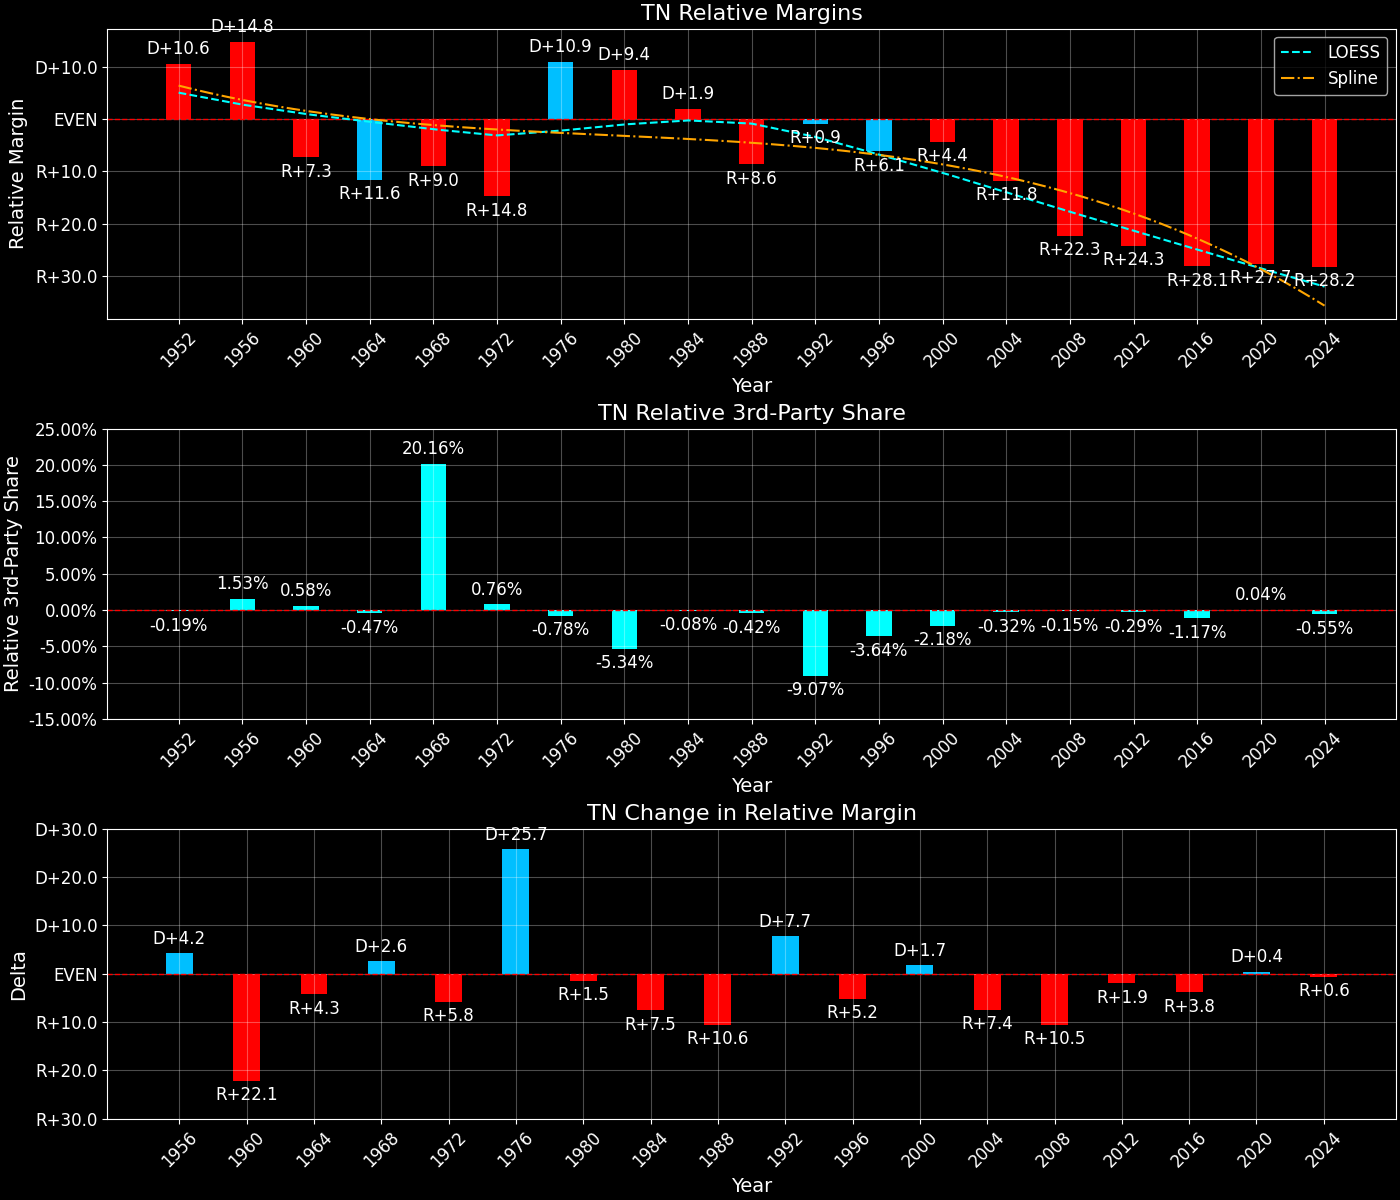 TN Relative Margins
Relative Margin
D+10.0
EVEN
R+10.0
R+20.0
R+30.0
D+10.6
D+14.8
R+7.3
R+11.6
R+9.0
R+14.8
D+10.9
D+9.4
D+1.9
R+8.6
R+0.9
R+6.1
R+4.4
R+11.8
R+22.3
R+24.3
R+28.1
R+27.7
R+28.2
LOESS
Spline
1952 1956 1960 1964 1968 1972 1976 1980 1984 1988 1992 1996 2000 2004 2008 2012 2016 2020 2024
Year
TN Relative 3rd-Party Share
Relative 3rd-Party Share
25.00%
20.00%
15.00%
10.00%
5.00%
0.00%
-5.00%
-10.00%
-15.00%
-0.19%
1.53%
0.58%
-0.47%
20.16%
0.76%
-0.78%
-5.34%
-0.08%
-0.42%
-9.07%
-3.64%
-2.18%
-0.32%
-0.15%
-0.29%
-1.17%
0.04%
-0.55%
1952 1956 1960 1964 1968 1972 1976 1980 1984 1988 1992 1996 2000 2004 2008 2012 2016 2020 2024
Year
TN Change in Relative Margin
Delta
D+30.0
D+20.0
D+10.0
EVEN
R+10.0
R+20.0
R+30.0
D+4.2
R+22.1
R+4.3
D+2.6
R+5.8
D+25.7
R+1.5
R+7.5
R+10.6
D+7.7
R+5.2
D+1.7
R+7.4
R+10.5
R+1.9
R+3.8
D+0.4
R+0.6
1956 1960 1964 1968 1972 1976 1980 1984 1988 1992 1996 2000 2004 2008 2012 2016 2020 2024
Year